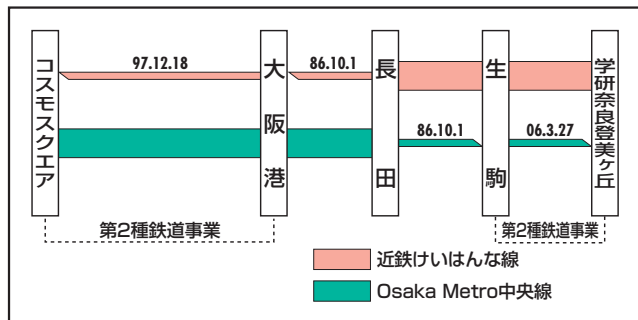 97.12.18
86.10.1
86.10.1
06.3.27
コスモスクエア
大阪港
長田
生駒
学研奈良登美ヶ丘
第2種鉄道事業
第2種鉄道事業
近鉄けいはんな線
Osaka Metro中央線